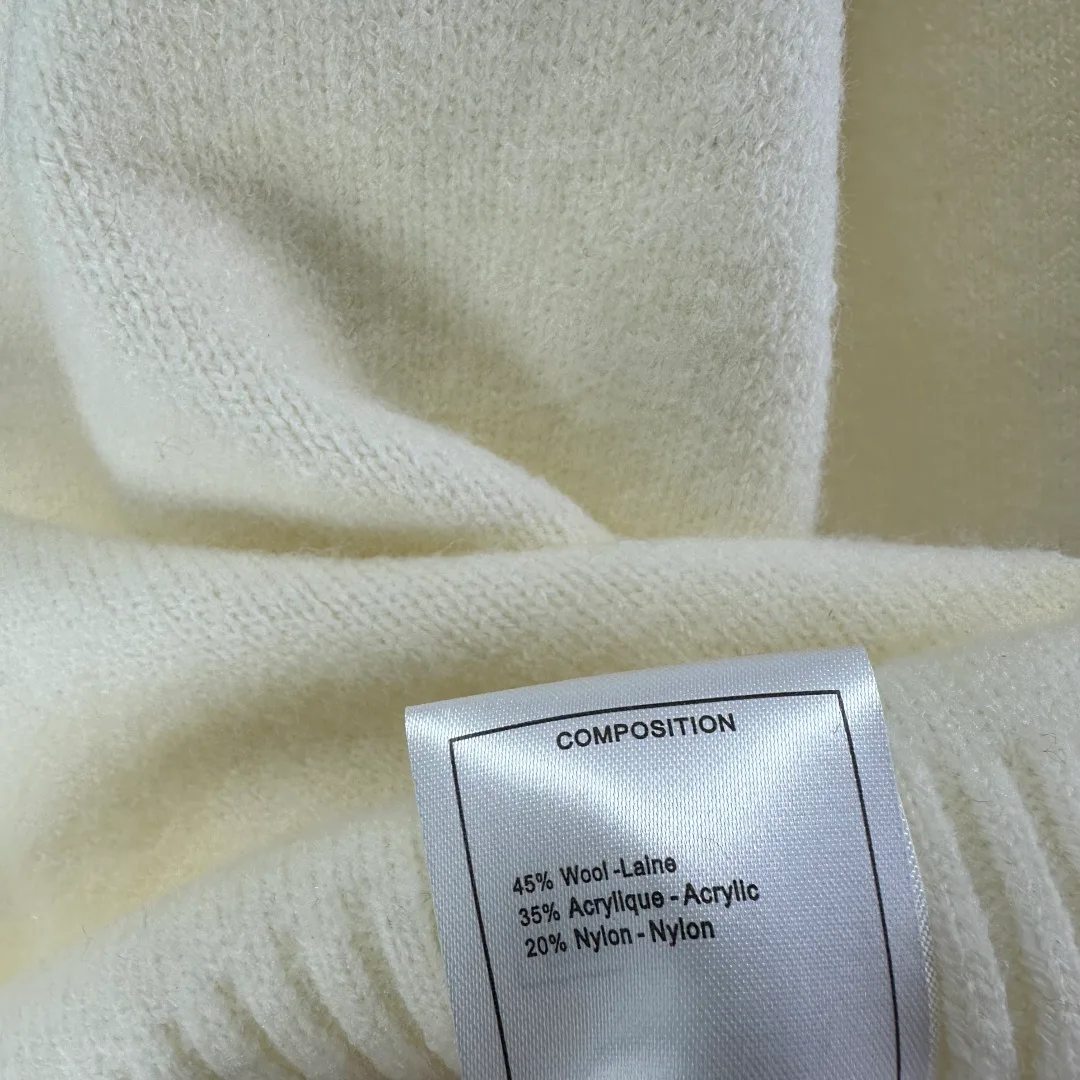 COMPOSITION
45% Wool-Laine
35% Acrylique-Acrylic
20% Nylon-Nylon